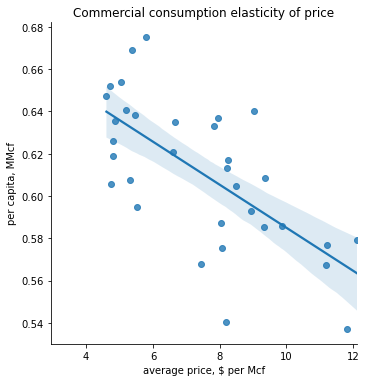 Commercial consumption elasticity of price
per capita, MMcf
0.68
0.66
0.64
0.62
0.60
0.58
0.56
0.54
4 6 8 10 12
average price, $ per Mcf